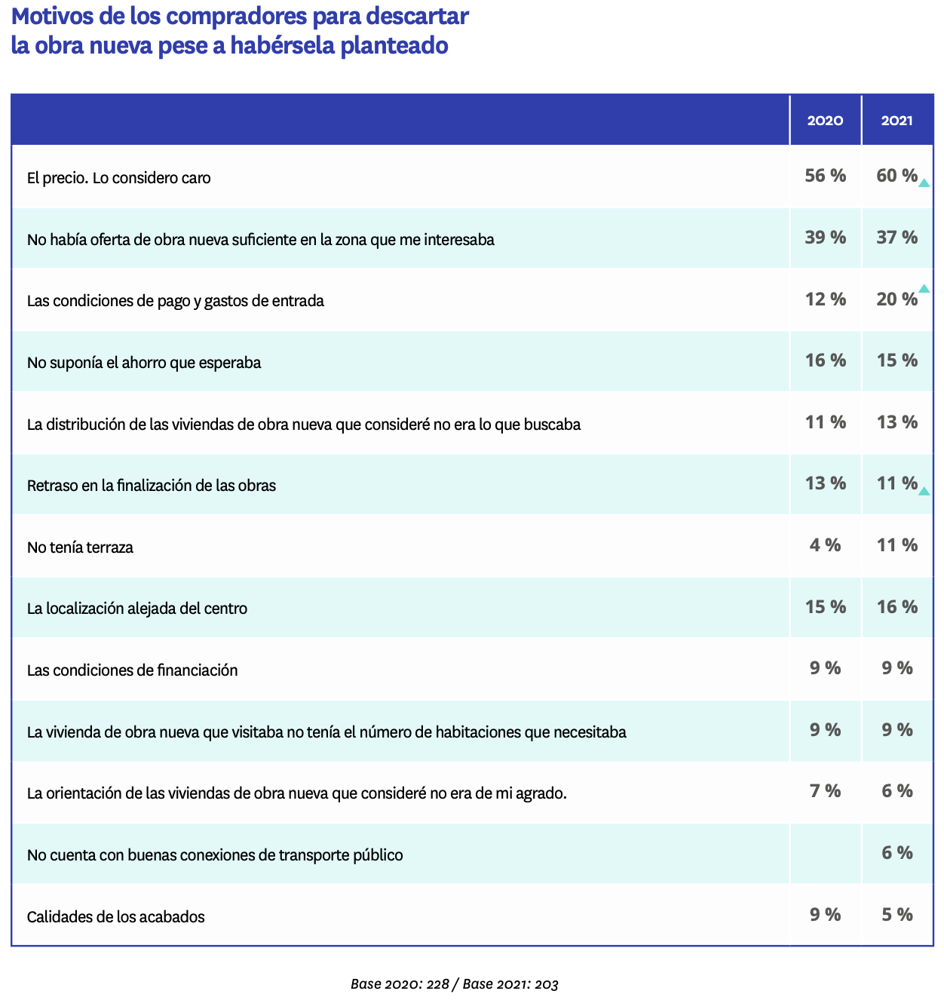 Motivos de los compradores para descartar
la obra nueva pese a habérsela planteado
2020 2021
El precio. Lo considero caro 56 % 60 %
No había oferta de obra nueva suficiente en la zona que me interesaba 39 % 37 %
Las condiciones de pago y gastos de entrada 12 % 20 %
No suponía el ahorro que esperaba 16 % 15 %
La distribución de las viviendas de obra nueva que consideré no era lo que buscaba 11 % 13 %
Retraso en la finalización de las obras 13 % 11 %
No tenía terraza 4 % 11 %
La localización alejada del centro 15 % 16 %
Las condiciones de financiación 9 % 9 %
La vivienda de obra nueva que visitaba no tenía el número de habitaciones que necesitaba 9 % 9 %
La orientación de las viviendas de obra nueva que consideré no era de mi agrado. 7 % 6 %
No cuenta con buenas conexiones de transporte público 6 %
Calidades de los acabados 9 % 5 %
Base 2020: 228 / Base 2021: 203